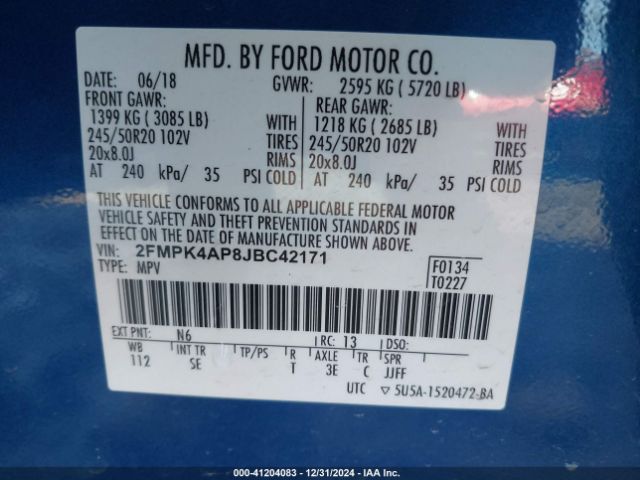 MFD. BY FORD MOTOR CO.
DATE: 06/18 GVWR: 2595 KG ( 5720 LB)
FRONT GAWR: REAR GAWR:
1399 KG ( 3085 LB) WITH 1218 KG ( 2685 LB) WITH
245/50R20 102V TIRES 245/50R20 102V TIRES
20x8.0J RIMS 20x8.0J RIMS
AT 240 kPa/ 35 PSI COLD AT 240 kPa/ 35 PSI COLD
THIS VEHICLE CONFORMS TO ALL APPLICABLE FEDERAL MOTOR
VEHICLE SAFETY AND THEFT PREVENTION STANDARDS IN
EFFECT ON THE DATE OF MANUFACTURE SHOWN ABOVE.
VIN: 2FMPK4AP8JBC42171 F0134
TYPE: MPV T0227
EXT PNT: N6 RC: 13 DSO:
WB INT TR TP/PS R AXLE TR SPR
112 SE T 3E C JJFF
UTC ▽ 5U5A-1520472-BA
000-41204083 - 12/31/2024 - IAA Inc.